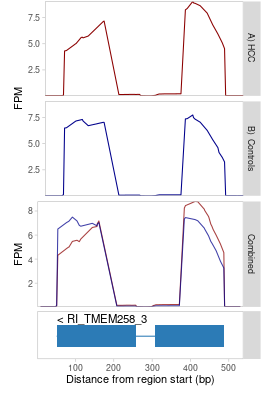 7.5
5.0
2.5
FPM
A) HCC
7.5
5.0
2.5
FPM
B) Controls
8
6
4
2
FPM
Combined
< RI_TMEM258_3
100
200
300
400
500
Distance from region start (bp)